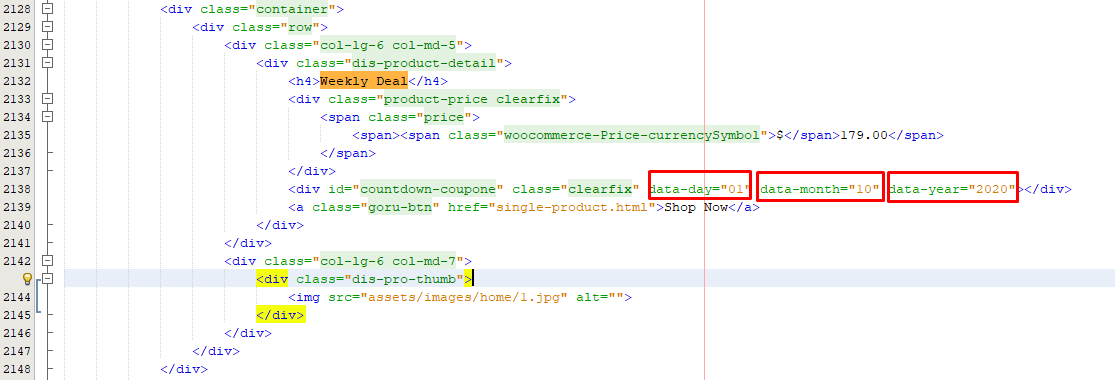 2128 <div class="container">
2129 <div class="row">
2130 <div class="col-lg-6 col-md-5">
2131 <div class="dis-product-detail">
2132 <h4>Weekly Deal</h4>
2133 <div class="product-price clearfix">
2134 <span class="price">
2135 <span><span class="woocommerce-Price-currencySymbol">$</span>179.00</span>
2136 </span>
2137 </div>
2138 <div id="countdown-coupone" class="clearfix" data-day="01" data-month="10" data-year="2020"></div>
2139 <a class="goru-btn" href="single-product.html">Shop Now</a>
2140 </div>
2141 </div>
2142 <div class="col-lg-6 col-md-7">
<div class="dis-pro-thumb">
2144 <img src="assets/images/home/1.jpg" alt="">
2145 </div>
2146 </div>
2147 </div>
2148 </div>